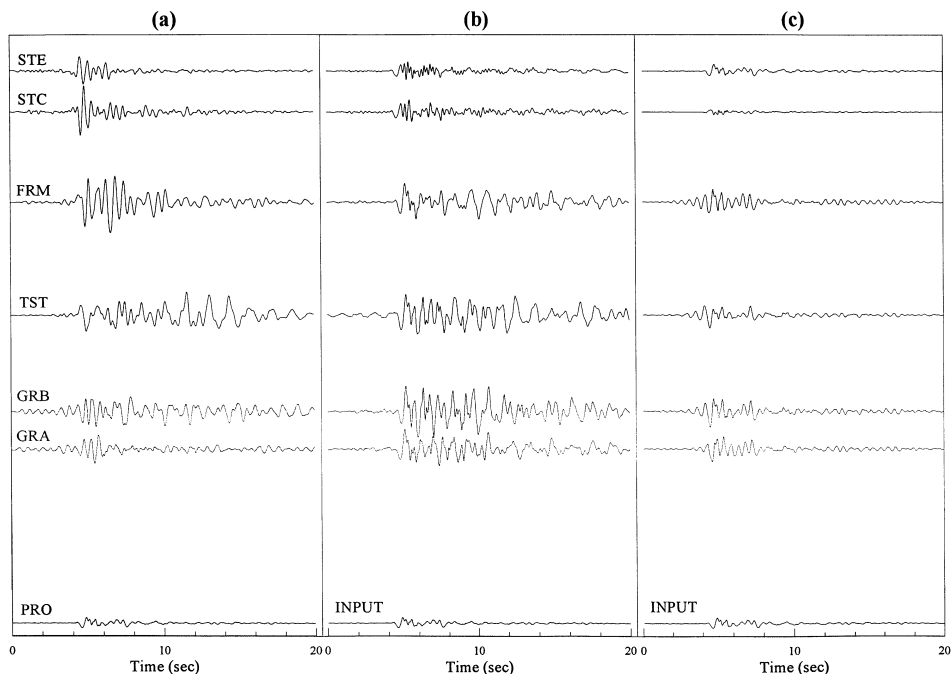 (a) (b) (c)
STE
STC
FRM
TST
GRB
GRA
PRO INPUT INPUT
0 10 20 0 10 20 0 10 20
Time (sec) Time (sec) Time (sec)